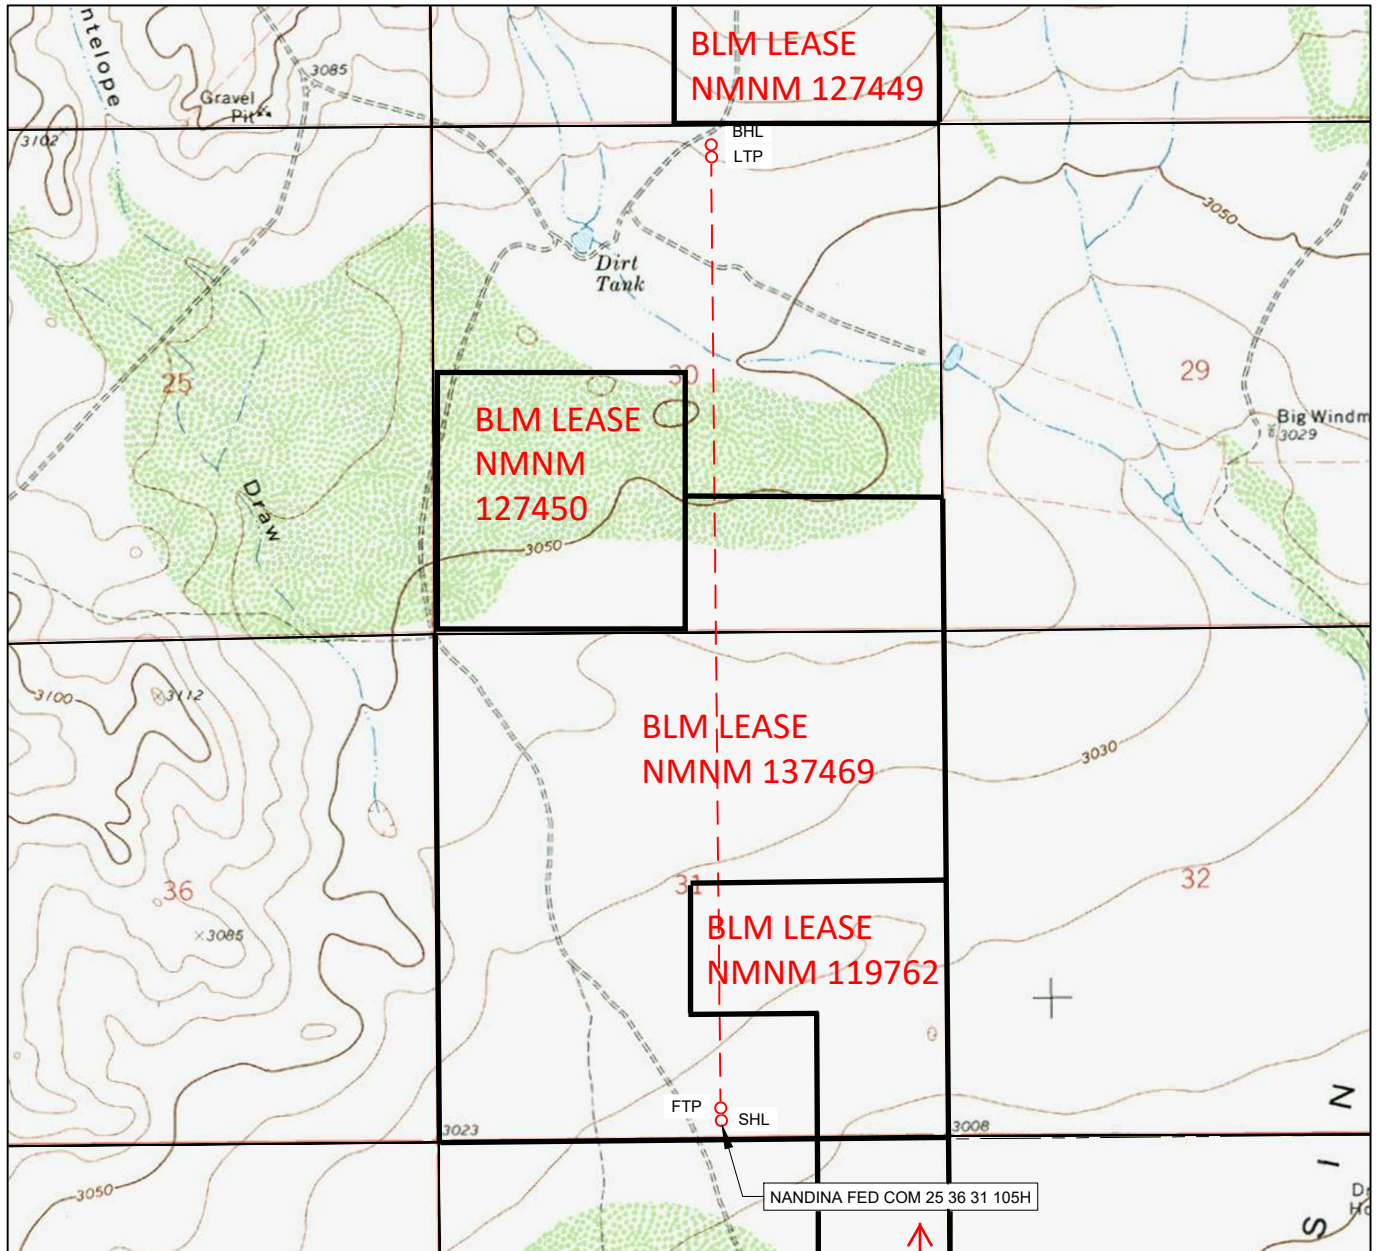 ntelope
3085
Gravel
Pit
3102
BLM LEASE
NMNM 127449
BHL
LTP
3050
Dirt
Tank
25
30
29
BLM LEASE
NMNM
127450
Big Windm
3029
Draw
3050
3100
3112
BLM LEASE
NMNM 137469
3030
36
31
32
3085
BLM LEASE
NMNM 119762
FTP
SHL
3023
3008
3050
NANDINA FED COM 25 36 31 105H
S I N